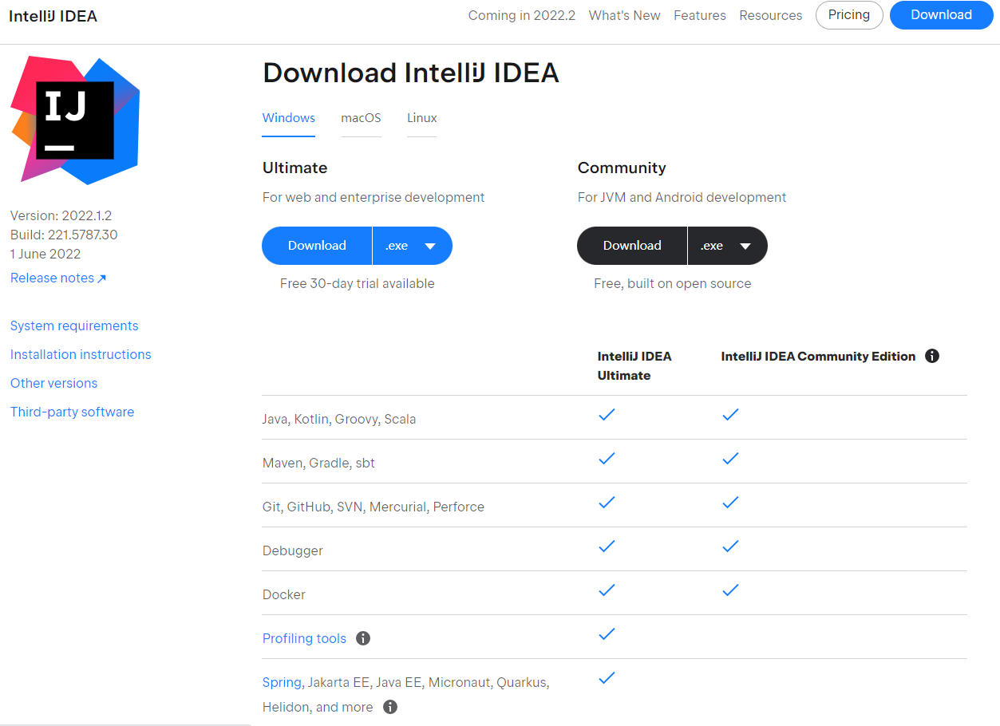 IntelliJ IDEA
Coming in 2022.2 What's New Features Resources Pricing Download
IJ
Version: 2022.1.2
Build: 221.5787.30
1 June 2022
Release notes
System requirements
Installation instructions
Other versions
Third-party software
Download IntelliJ IDEA
Windows macOS Linux
Ultimate
For web and enterprise development
Download .exe
Free 30-day trial available
Community
For JVM and Android development
Download .exe
Free, built on open source
IntelliJ IDEA
Ultimate
IntelliJ IDEA Community Edition
Java, Kotlin, Groovy, Scala
Maven, Gradle, sbt
Git, GitHub, SVN, Mercurial, Perforce
Debugger
Docker
Profiling tools
Spring, Jakarta EE, Java EE, Micronaut, Quarkus,
Helidon, and more